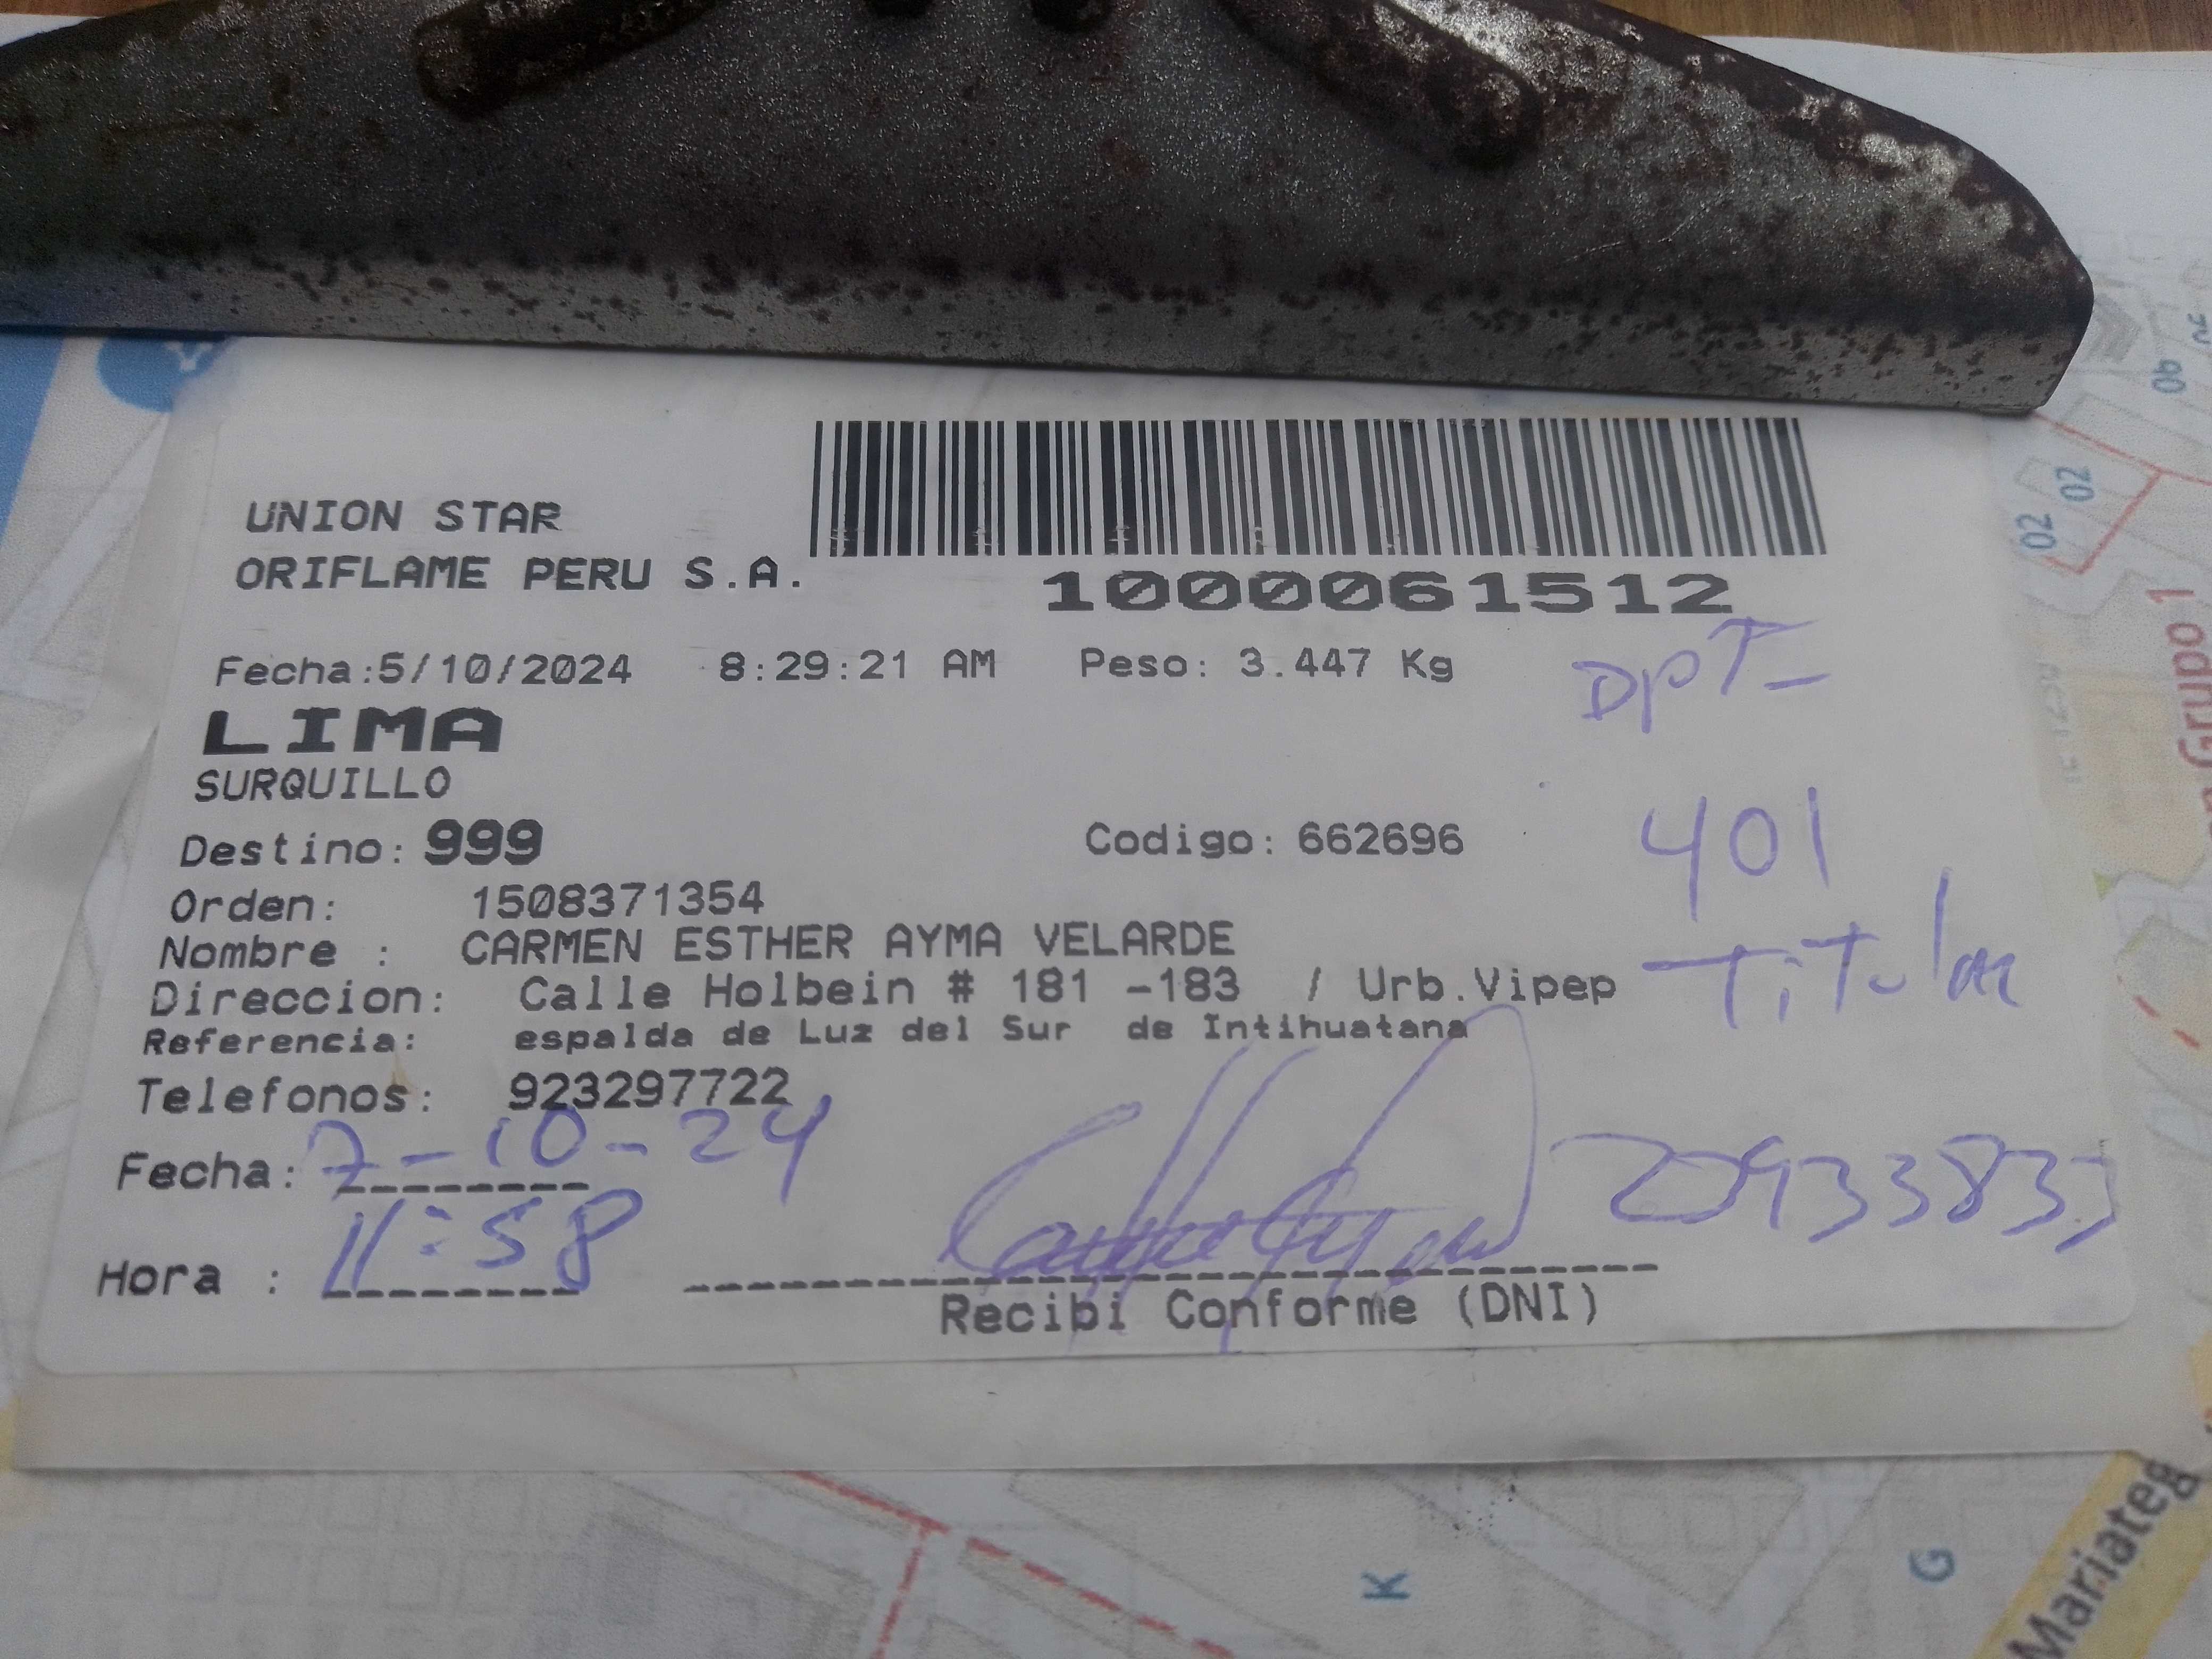 UNION STAR
ORIFLAME PERU S.A.
1000061512
Fecha:5/10/2024 8:29:21 AM Peso: 3.447 Kg
DPT-
LIMA
SURQUILLO
Destino: 999 Codigo: 662696
401
Orden: 1508371354
Nombre : CARMEN ESTHER AYMA VELARDE
Titular
Direccion: Calle Holbein # 181 -183 / Urb.Vipep
Referencia: espalda de Luz del Sur de Intihuatana
Telefonos: 923297722
Fecha: 7-10-24
Hora : 11:58
Recibi Conforme (DNI)
02
02
06
Grupo 1
K
G
Mariateg